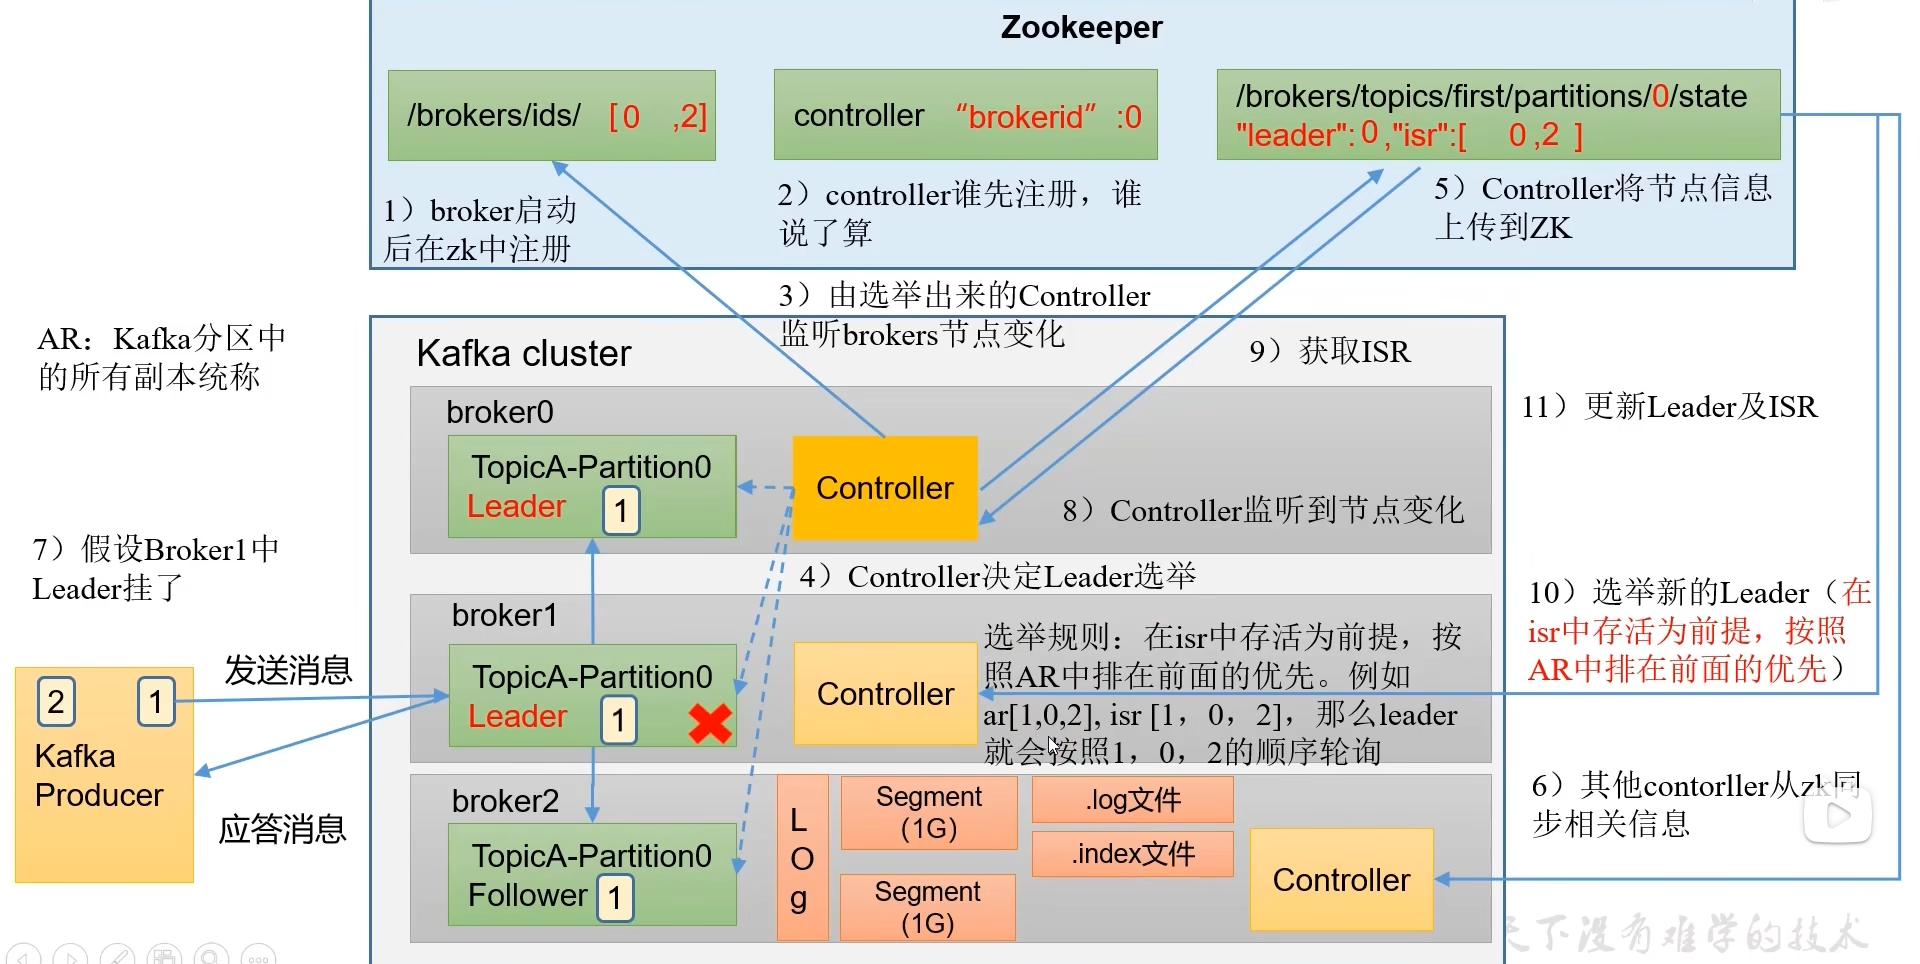 Zookeeper
/brokers/ids/ [ 0 ,2]
controller “brokerid” :0
/brokers/topics/first/partitions/0/state
"leader": 0 ,"isr":[ 0 ,2 ]
1）broker启动
后在zk中注册
2）controller谁先注册，谁
说了算
5）Controller将节点信息
上传到ZK
3）由选举出来的Controller
监听brokers节点变化
AR：Kafka分区中
的所有副本统称
Kafka cluster
9）获取ISR
11）更新Leader及ISR
broker0
TopicA-Partition0
Leader 1
Controller
8）Controller监听到节点变化
7）假设Broker1中
Leader挂了
4）Controller决定Leader选举
10）选举新的Leader（在
isr中存活为前提，按照
AR中排在前面的优先）
broker1
TopicA-Partition0
Leader 1
Controller
选举规则：在isr中存活为前提，按
照AR中排在前面的优先。例如
ar[1,0,2], isr [1，0，2]，那么leader
就会按照1，0，2的顺序轮询
发送消息
2 1
Kafka
Producer
应答消息
6）其他contorller从zk同
步相关信息
broker2
TopicA-Partition0
Follower 1
L
O
g
Segment
(1G)
Segment
(1G)
.log文件
.index文件
Controller
天下没有难学的技术